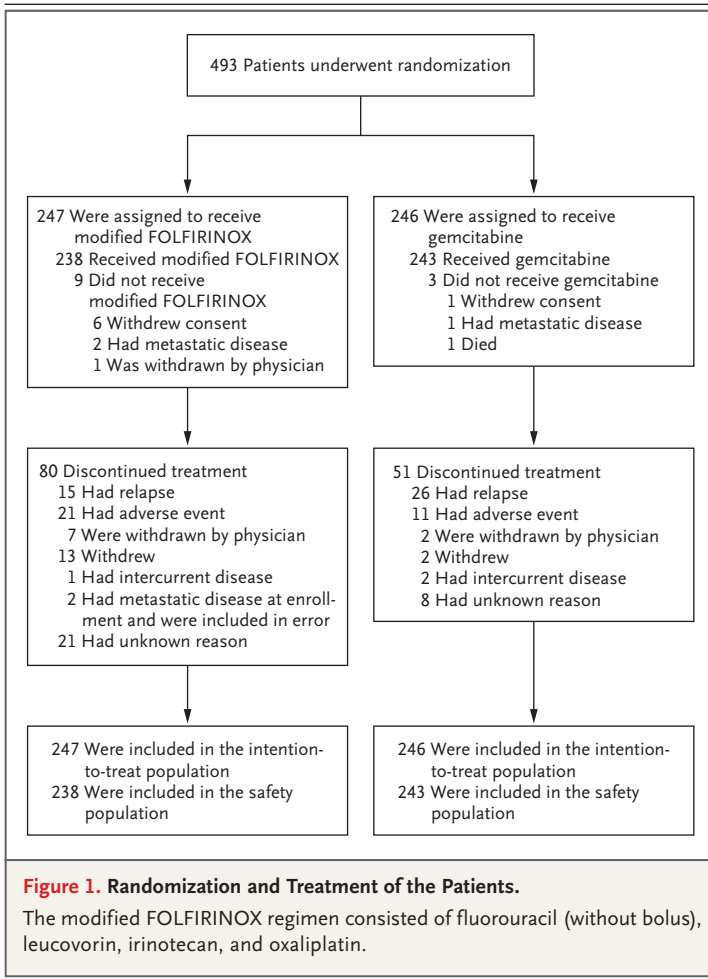 493 Patients underwent randomization
247 Were assigned to receive
modified FOLFIRINOX
238 Received modified FOLFIRINOX
9 Did not receive
modified FOLFIRINOX
6 Withdrew consent
2 Had metastatic disease
1 Was withdrawn by physician
246 Were assigned to receive
gemcitabine
243 Received gemcitabine
3 Did not receive gemcitabine
1 Withdrew consent
1 Had metastatic disease
1 Died
80 Discontinued treatment
15 Had relapse
21 Had adverse event
7 Were withdrawn by physician
13 Withdrew
1 Had intercurrent disease
2 Had metastatic disease at enroll-
ment and were included in error
21 Had unknown reason
51 Discontinued treatment
26 Had relapse
11 Had adverse event
2 Were withdrawn by physician
2 Withdrew
2 Had intercurrent disease
8 Had unknown reason
247 Were included in the intention-
to-treat population
238 Were included in the safety
population
246 Were included in the intention-
to-treat population
243 Were included in the safety
population
Figure 1. Randomization and Treatment of the Patients.
The modified FOLFIRINOX regimen consisted of fluorouracil (without bolus),
leucovorin, irinotecan, and oxaliplatin.